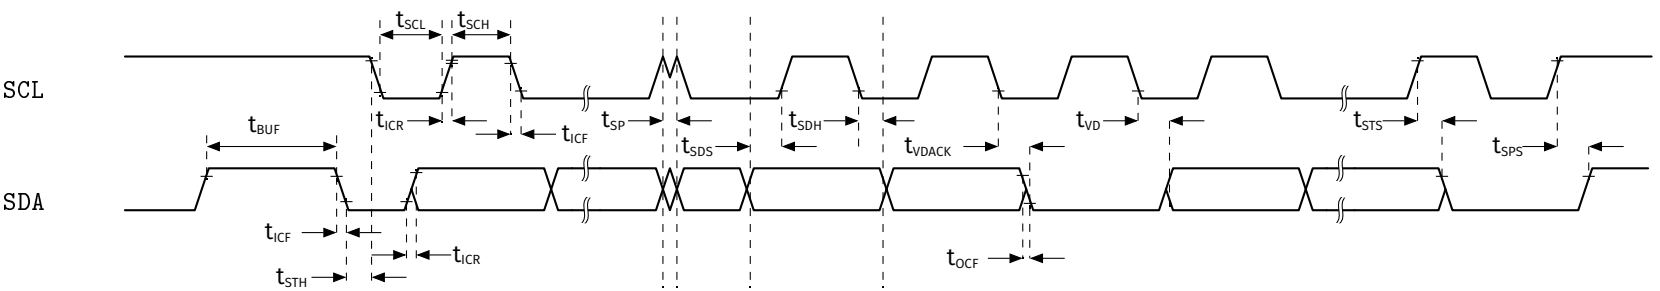 tSCL tSCH
SCL
tICR tICF tSP tSDH tVD tSTS
tBUF
tSDS tVDACK tSPS
SDA
tICF
tICR tOCF
tSTH